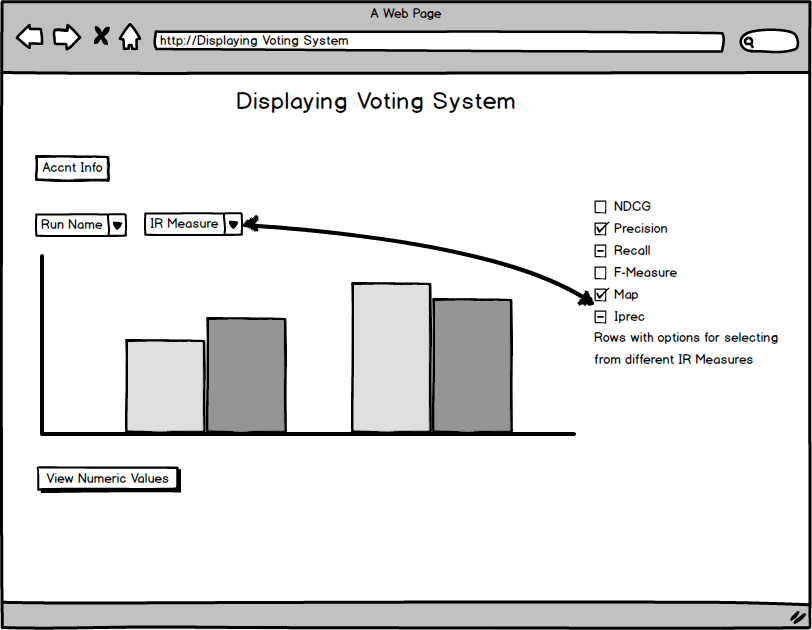 A Web Page
http://Displaying Voting System
Displaying Voting System
Accnt Info
Run Name
IR Measure
NDCG
Precision
Recall
F-Measure
Map
Iprec
Rows with options for selecting
from different IR Measures
View Numeric Values